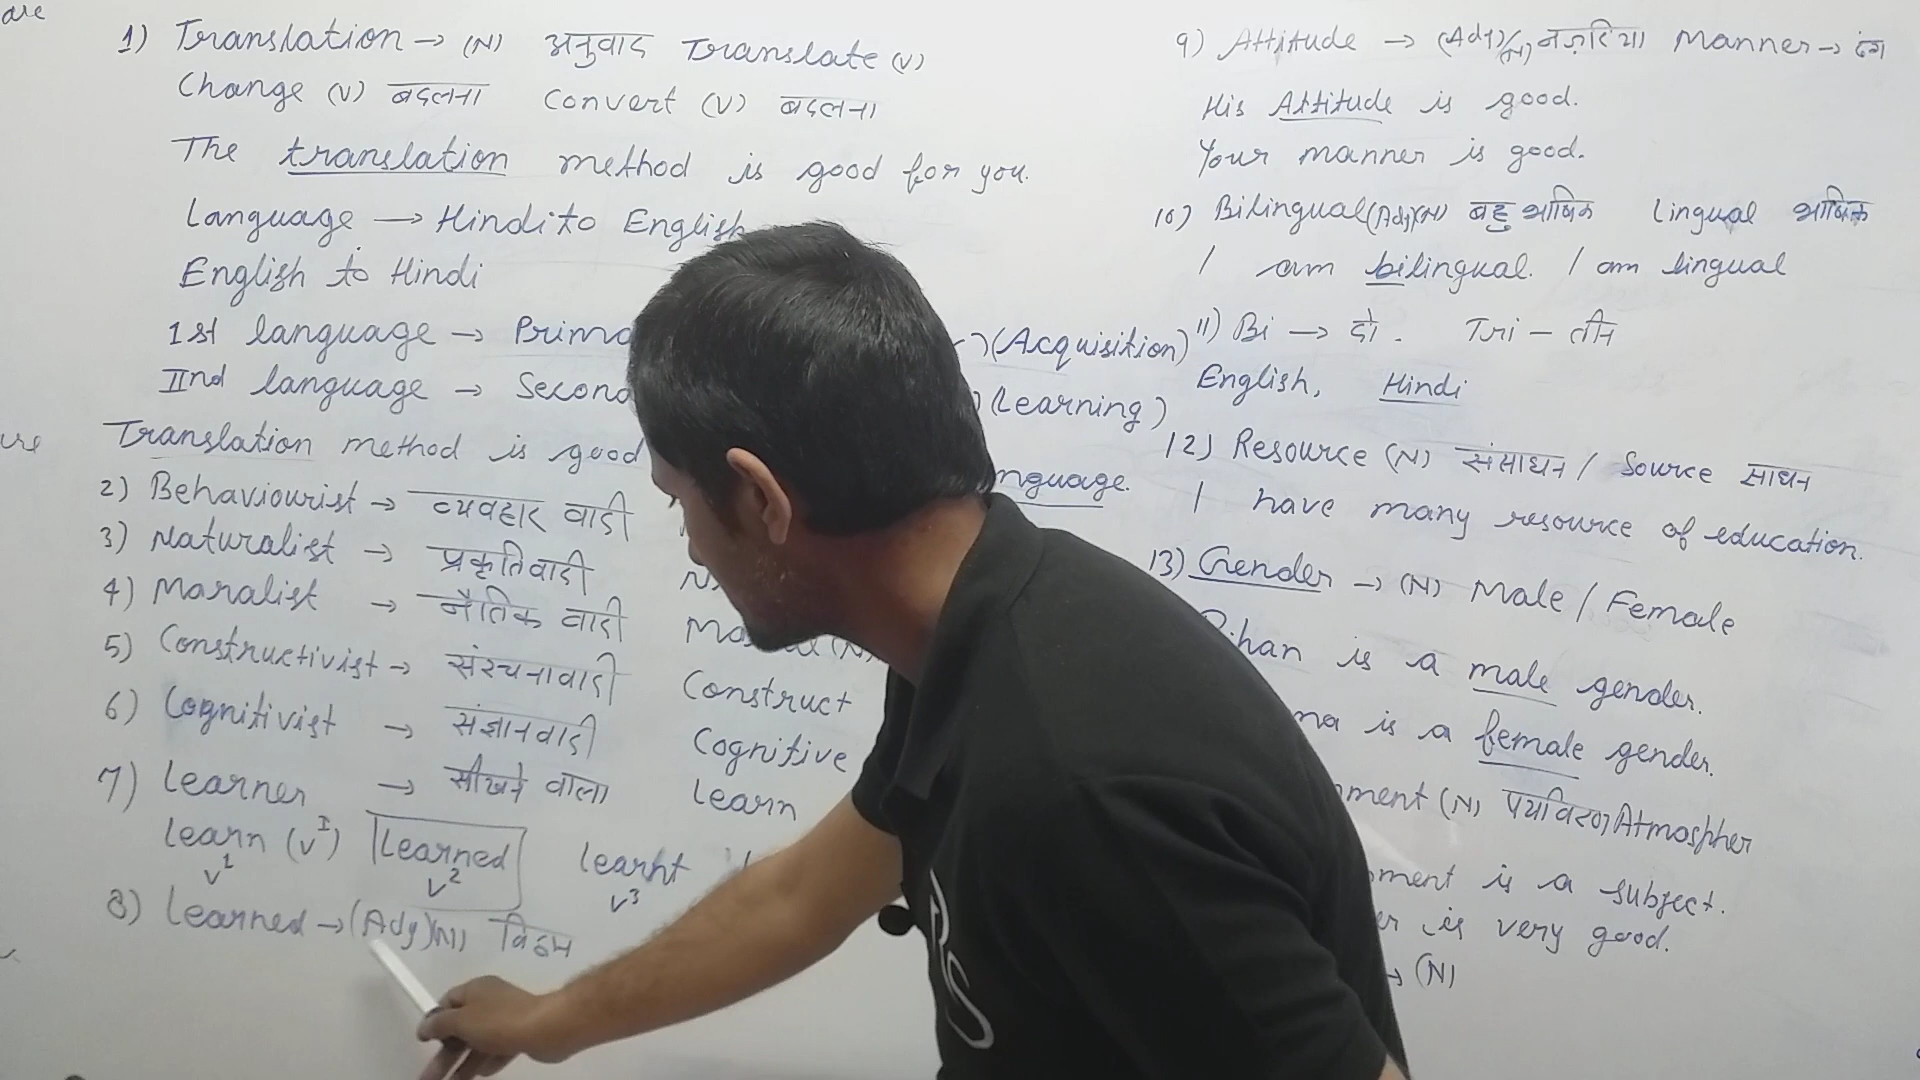 are
1) Translation → (N) अनुवाद Translate (V)
Change (V) बदलना Convert (V) बदलना
The translation method is good for you.
Language → Hindi to English
English to Hindi
1st language → (Acquisition)
IInd language → (Learning)
Translation method is good nguage.
2) Behaviourist → व्यवहार वादी
3) Naturalist → प्रकृतिवादी
4) Moralist → नैतिक वादी
5) Constructivist → संरचनावादी Construct
6) Cognitivist → संज्ञानवादी Cognitive
7) Learner → सीखने वाला Learn
Learn (V¹) Learned Learnt
V¹ V² V³
8) Learned → (Adj)(N)
9) Attitude → (Adj)/(N) नज़रिया Manner → ढंग
His Attitude is good.
Your manner is good.
10) Bilingual (Adj)(N) बहु भाषिक Lingual भाषिक
I am bilingual. I am lingual
11) Bi → दो. Tri – तीन
English, Hindi
12) Resource (N) संसाधन / Source साधन
I have many resource of education.
13) Gender → (N) Male / Female
ihan is a male gender.
na is a female gender.
nment (N) पर्यावरण Atmospher
nment is a subject.
er is very good.
→ (N)